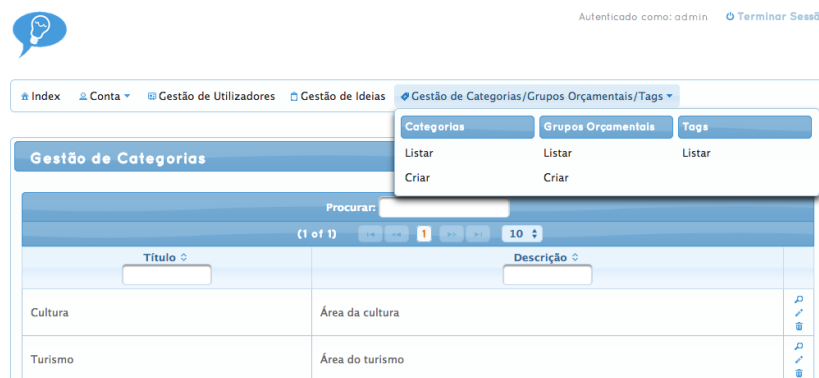 Autenticado como: admin Terminar Sessã
Index Conta Gestão de Utilizadores Gestão de Ideias Gestão de Categorias/Grupos Orçamentais/Tags
Categorias Grupos Orçamentais Tags
Listar Listar Listar
Criar Criar
Gestão de Categorias
Procurar:
(1 of 1) 1 10
Título Descrição
Cultura Área da cultura
Turismo Área do turismo